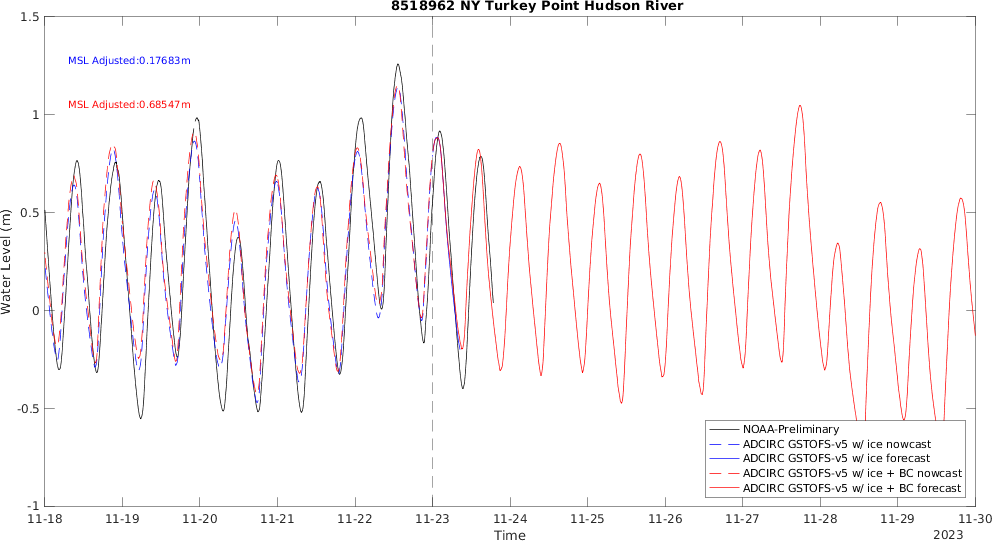 8518962 NY Turkey Point Hudson River
MSL Adjusted:0.17683m
MSL Adjusted:0.68547m
Water Level (m)
1.5
1
0.5
0
-0.5
-1
NOAA-Preliminary
ADCIRC GSTOFS-v5 w/ ice nowcast
ADCIRC GSTOFS-v5 w/ ice forecast
ADCIRC GSTOFS-v5 w/ ice + BC nowcast
ADCIRC GSTOFS-v5 w/ ice + BC forecast
11-18 11-19 11-20 11-21 11-22 11-23 11-24 11-25 11-26 11-27 11-28 11-29 11-30
Time
2023